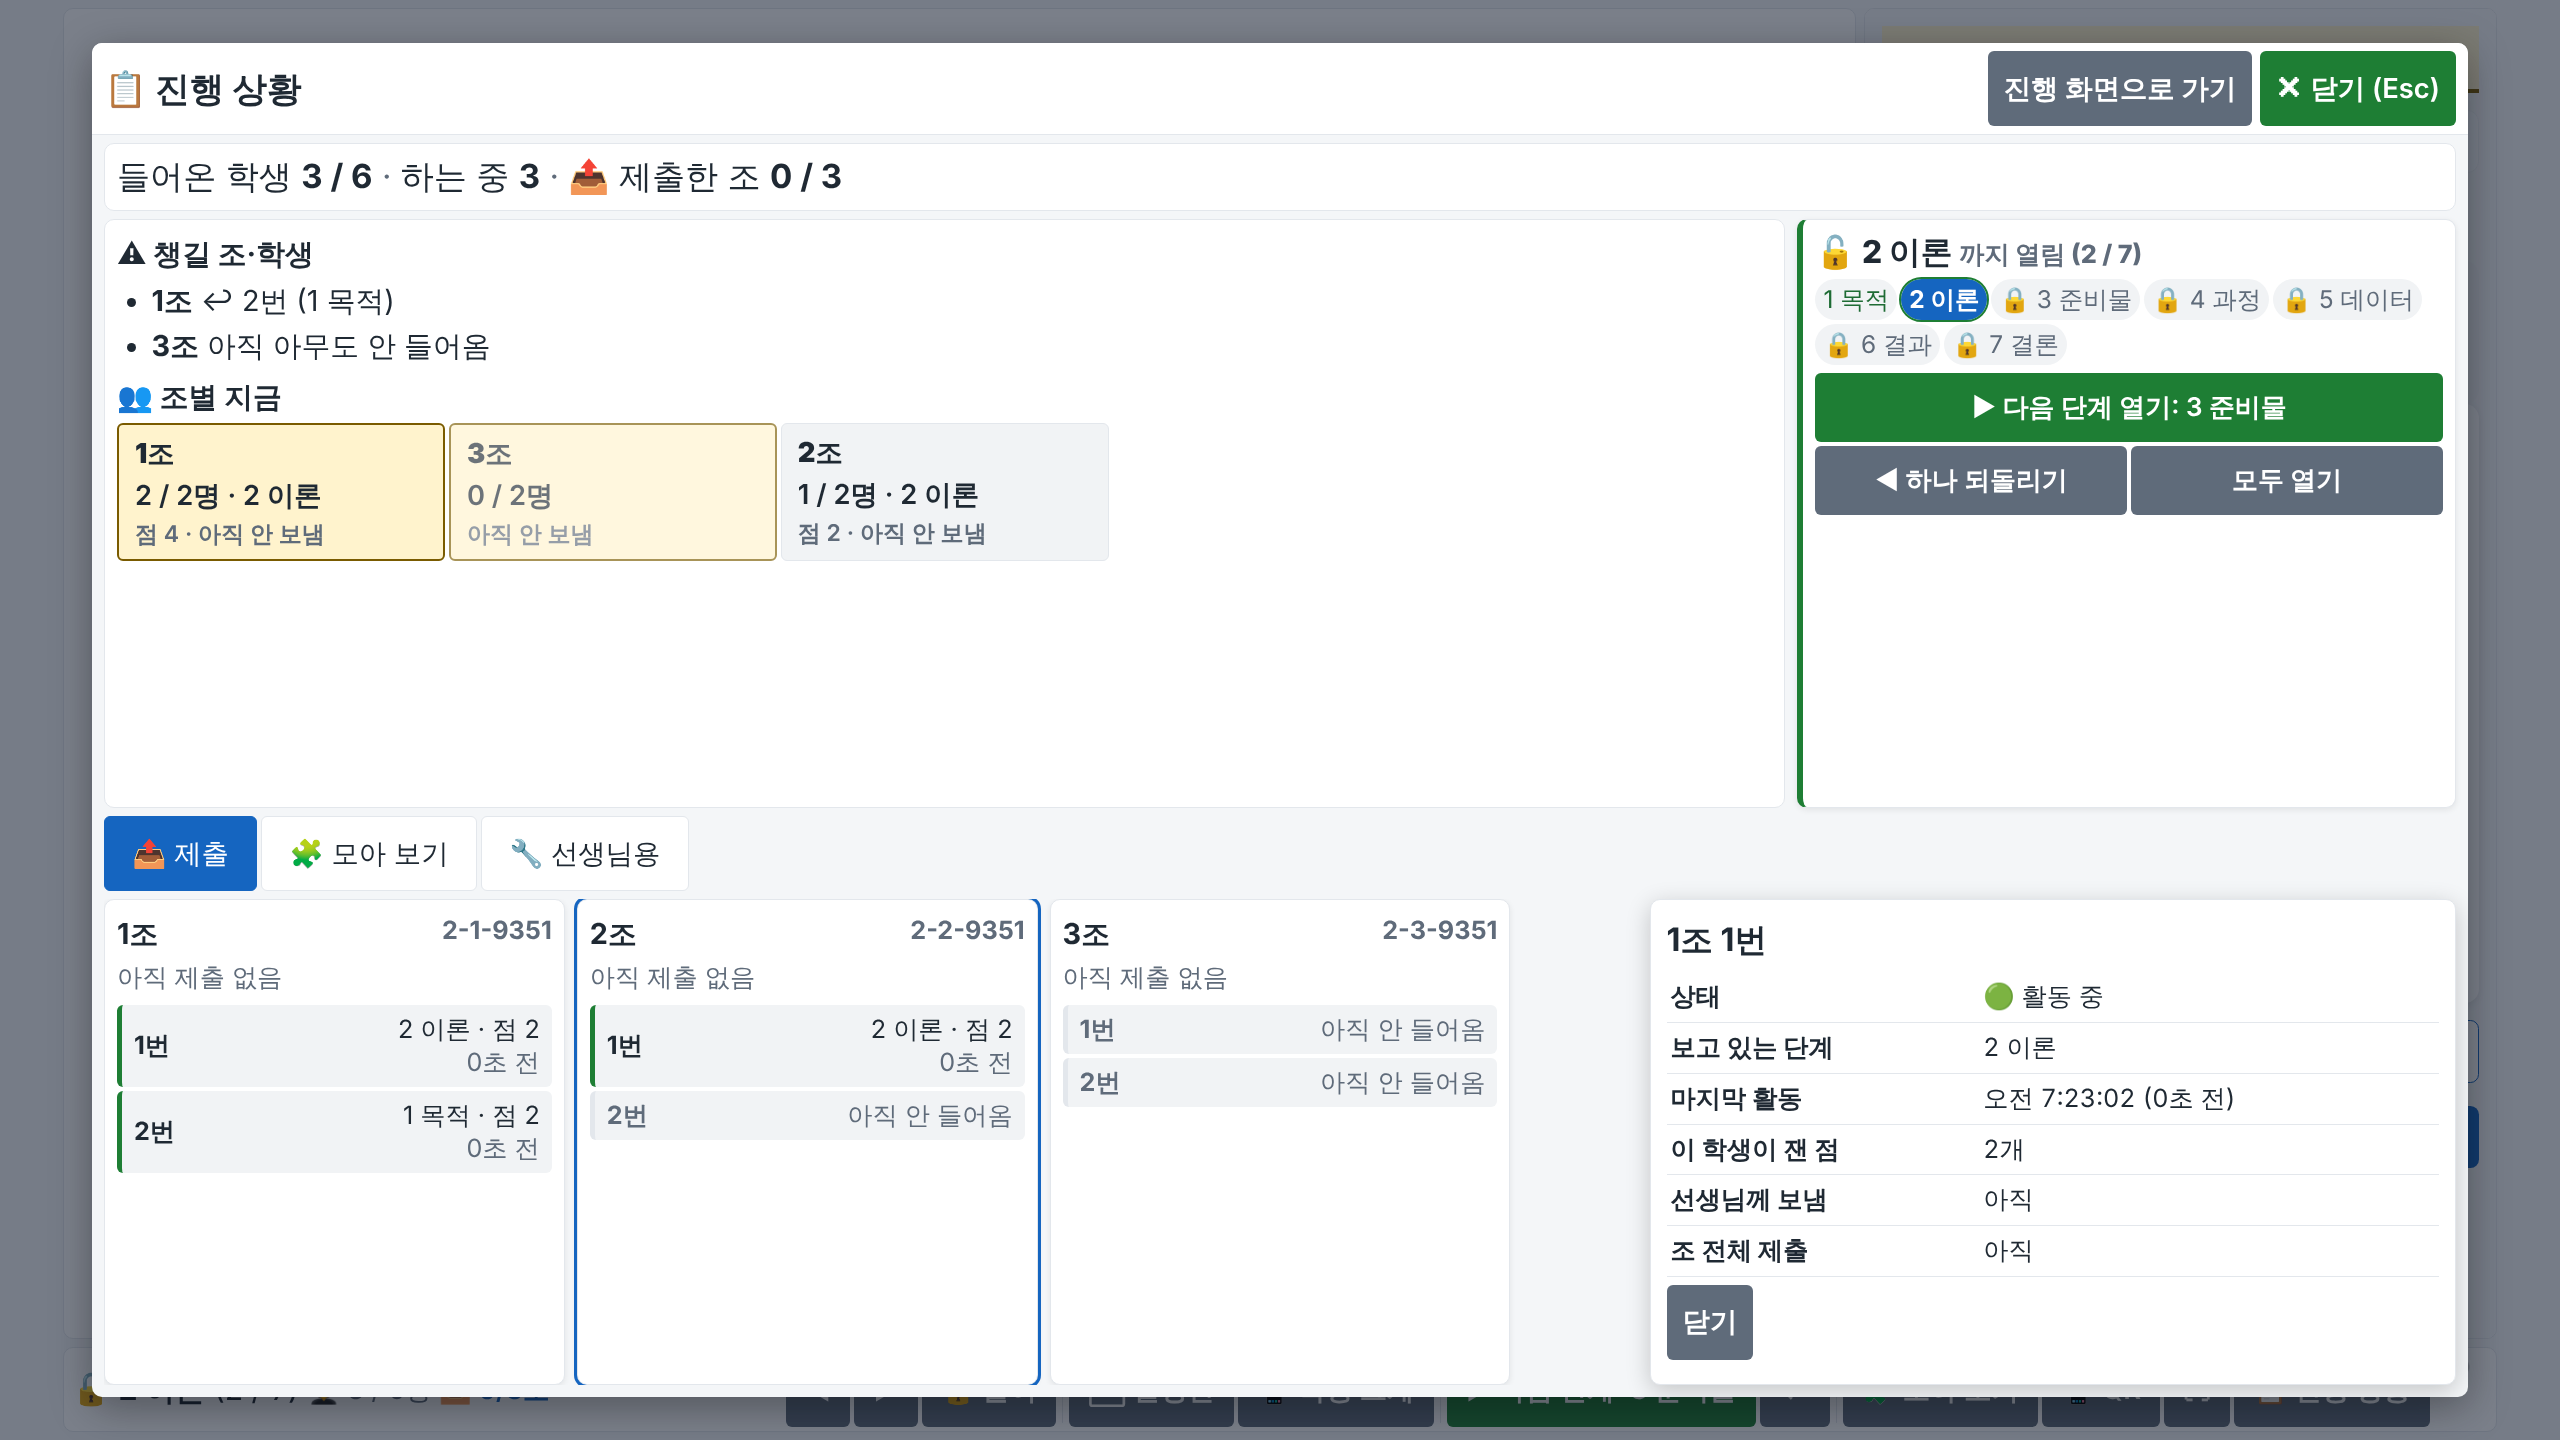 📋 진행 상황
진행 화면으로 가기
✖ 닫기 (Esc)
들어온 학생 3 / 6 · 하는 중 3 · 📤 제출한 조 0 / 3
⚠ 챙길 조·학생
• 1조 ↩ 2번 (1 목적)
• 3조 아직 아무도 안 들어옴
👥 조별 지금
1조
2 / 2명 · 2 이론
점 4 · 아직 안 보냄
3조
0 / 2명
아직 안 보냄
2조
1 / 2명 · 2 이론
점 2 · 아직 안 보냄
🔓 2 이론 까지 열림 (2 / 7)
1 목적 2 이론 🔒 3 준비물 🔒 4 과정 🔒 5 데이터
🔒 6 결과 🔒 7 결론
▶ 다음 단계 열기: 3 준비물
◀ 하나 되돌리기
모두 열기
📤 제출
🧩 모아 보기
🔧 선생님용
1조 2-1-9351
아직 제출 없음
1번 2 이론 · 점 2
0초 전
2번 1 목적 · 점 2
0초 전
2조 2-2-9351
아직 제출 없음
1번 2 이론 · 점 2
0초 전
2번 아직 안 들어옴
3조 2-3-9351
아직 제출 없음
1번 아직 안 들어옴
2번 아직 안 들어옴
1조 1번
상태 🟢 활동 중
보고 있는 단계 2 이론
마지막 활동 오전 7:23:02 (0초 전)
이 학생이 잰 점 2개
선생님께 보냄 아직
조 전체 제출 아직
닫기